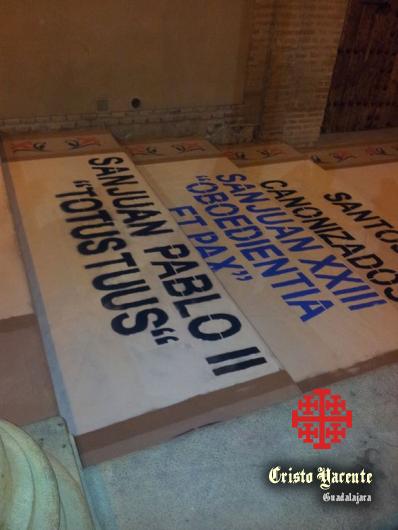 SANTOS
CANONIZADOS
SANJUAN XXIII
"OBOEDIENTIA
ET PAX"
SANJUAN PABLO II
"TOTUSTUUS"
Cristo Yacente
Guadalajara